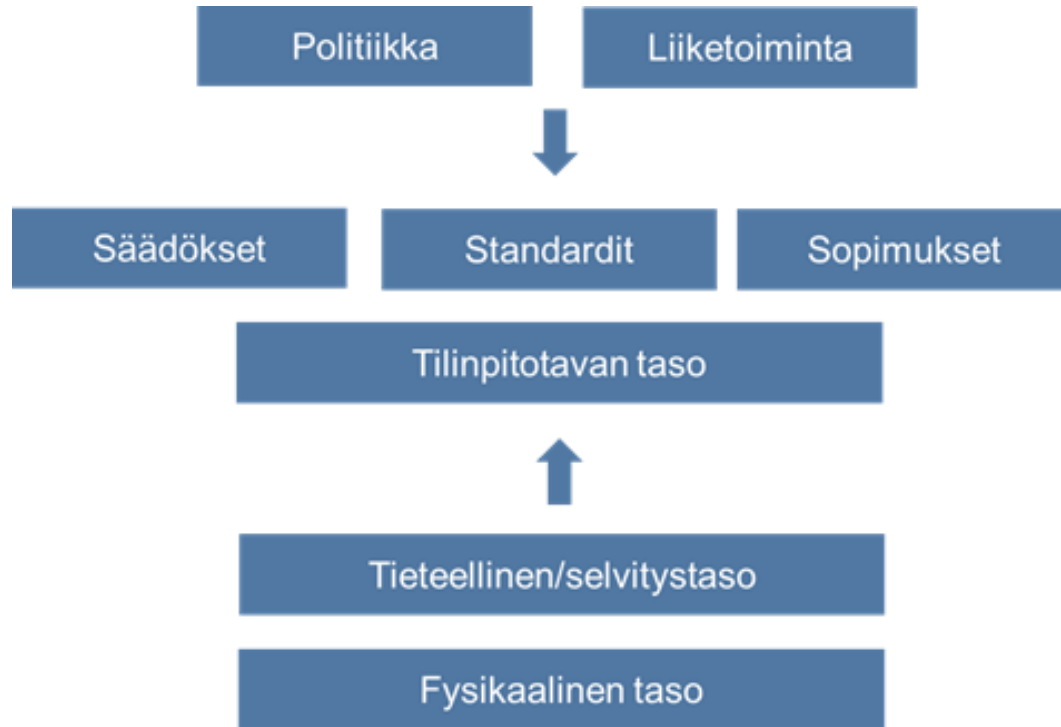 Politiikka
Liiketoiminta
Säädökset
Standardit
Sopimukset
Tilinpitotavan taso
Tieteellinen/selvitystaso
Fysikaalinen taso